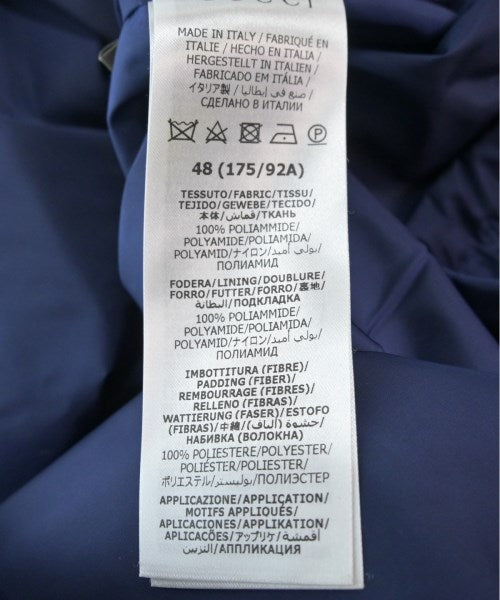 GUCCI
MADE IN ITALY / FABRIQUÉ EN
ITALIE / HECHO EN ITALIA /
HERGESTELLT IN ITALIEN /
FABRICADO EM ITÁLIA /
イタリア製 / صنع في إيطاليا /
СДЕЛАНО В ИТАЛИИ
48 (175/92A)
TESSUTO/FABRIC/TISSU/
TEJIDO/GEWEBE/TECIDO/
本体/قماش/ТКАНЬ
100% POLIAMMIDE/
POLYAMIDE/POLIAMIDA/
POLYAMID/ナイロン/بولي أميد/
ПОЛИАМИД
FODERA/LINING/DOUBLURE/
FORRO/FUTTER/FORRO/裏地/
البطانة/ПОДКЛАДКА
100% POLIAMMIDE/
POLYAMIDE/POLIAMIDA/
POLYAMID/ナイロン/بولي أميد/
ПОЛИАМИД
IMBOTTITURA (FIBRE)/
PADDING (FIBER)/
REMBOURRAGE (FIBRES)/
RELLENO (FIBRAS)/
WATTIERUNG (FASER)/ESTOFO
(FIBRAS)/中綿/حشوة (الياف)/
НАБИВКА (ВОЛОКНА)
100% POLIESTERE/POLYESTER/
POLIÉSTER/POLIESTER/
ポリエステル/بوليستر/ПОЛИЭСТЕР
APPLICAZIONE/APPLICATION/
MOTIFS APPLIQUÉS/
APLICACIONES/APPLIKATION/
APLICACÕES/アップリケ/أقمشة
التزيين/АППЛИКАЦИЯ